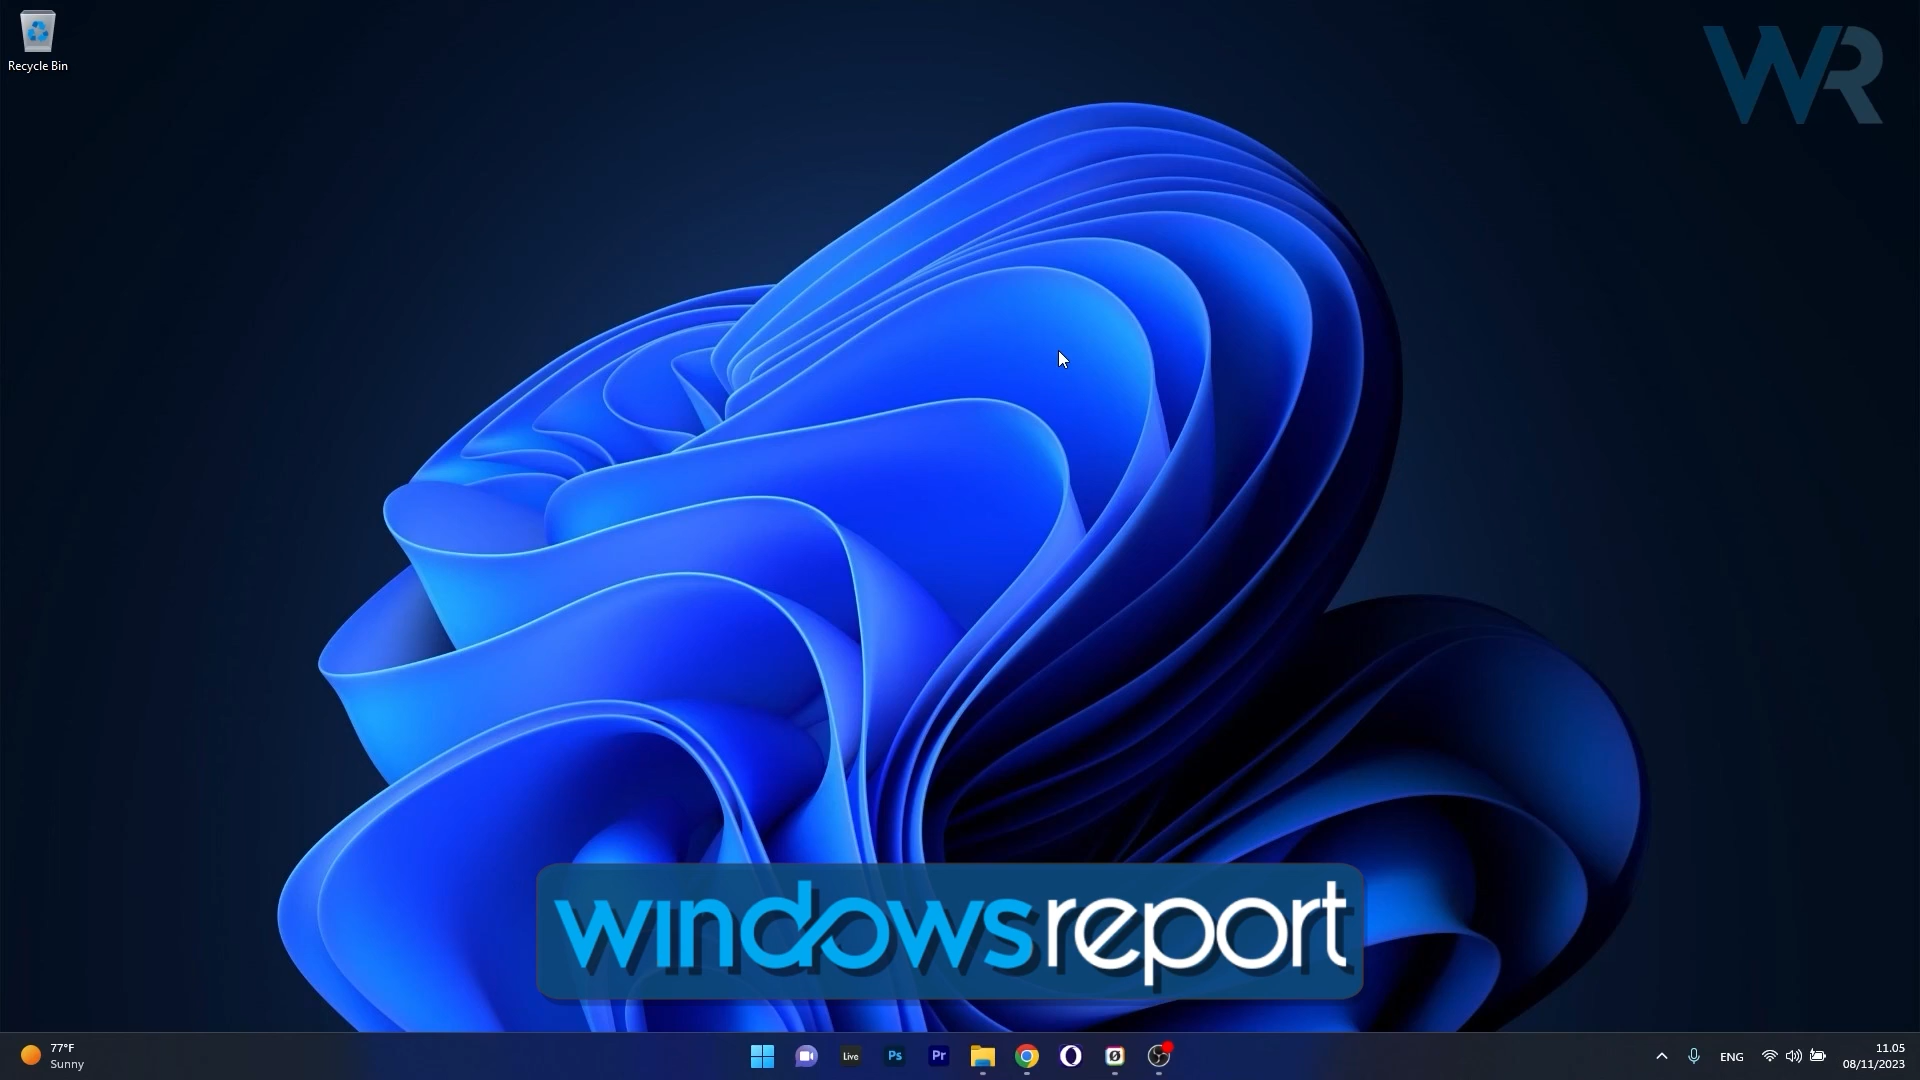 Recycle Bin
WR
windowsreport
77°F
Sunny
Live
Ps
Pr
ENG
11.05
08/11/2023